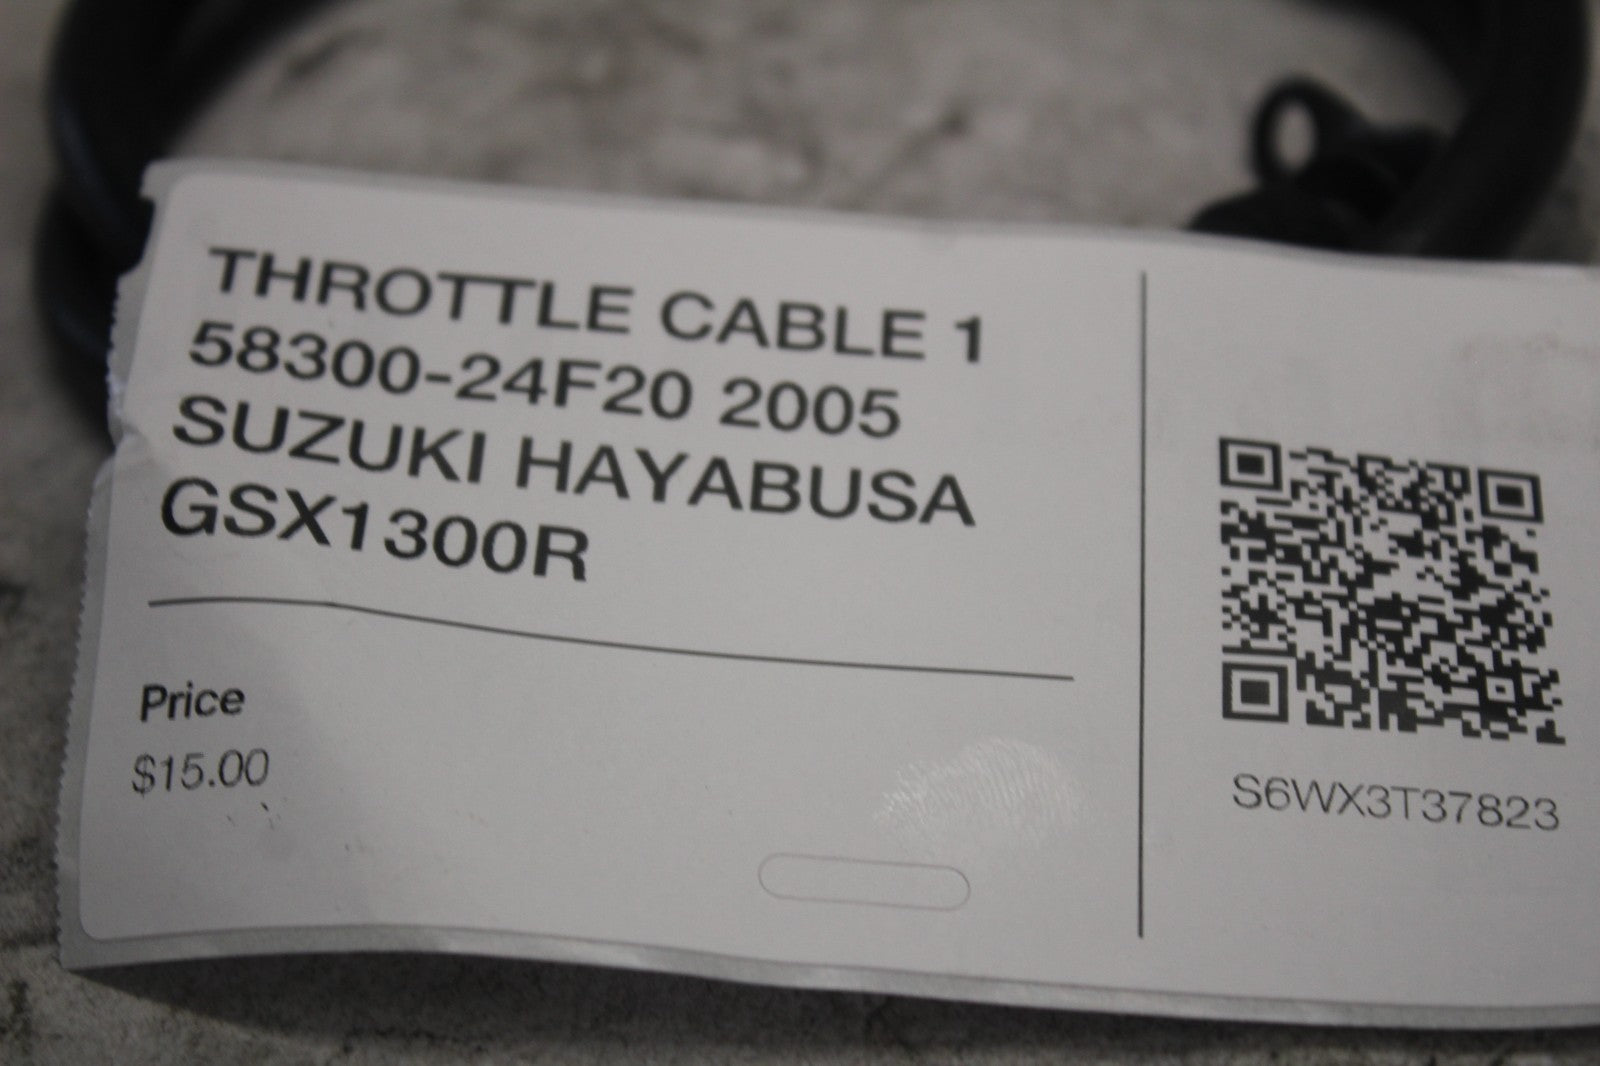 THROTTLE CABLE 1
58300-24F20 2005
SUZUKI HAYABUSA
GSX1300R
Price
$15.00
S6WX3T37823